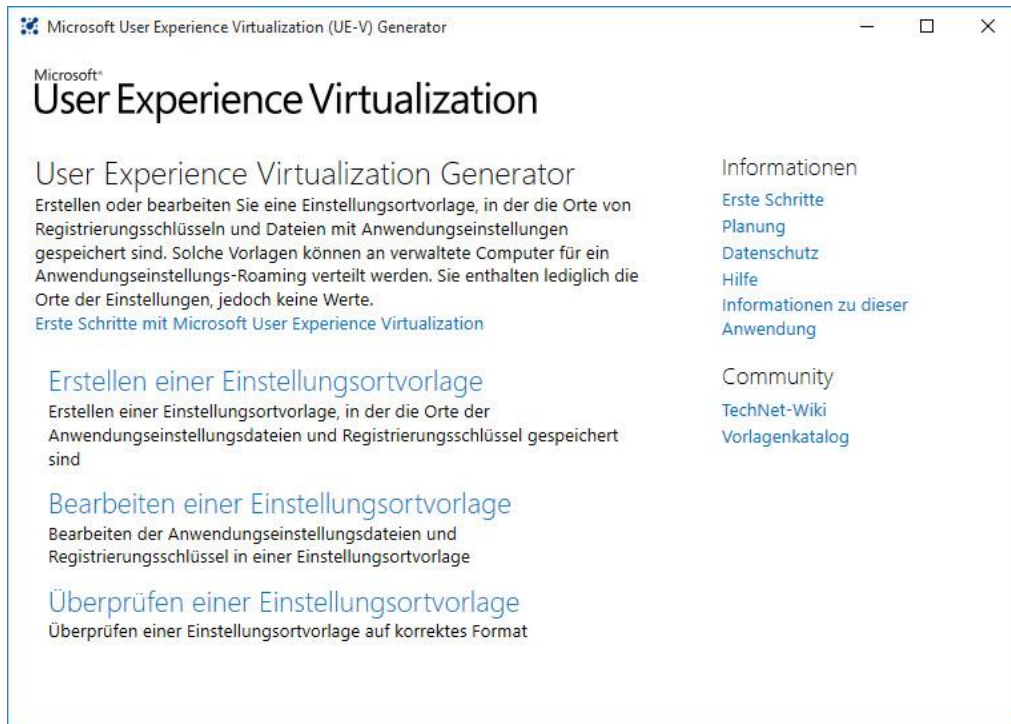 Microsoft User Experience Virtualization (UE-V) Generator
Microsoft®
User Experience Virtualization
User Experience Virtualization Generator
Erstellen oder bearbeiten Sie eine Einstellungsortvorlage, in der die Orte von
Registrierungsschlüsseln und Dateien mit Anwendungseinstellungen
gespeichert sind. Solche Vorlagen können an verwaltete Computer für ein
Anwendungseinstellungs-Roaming verteilt werden. Sie enthalten lediglich die
Orte der Einstellungen, jedoch keine Werte.
Erste Schritte mit Microsoft User Experience Virtualization
Erstellen einer Einstellungsortvorlage
Erstellen einer Einstellungsortvorlage, in der die Orte der
Anwendungseinstellungsdateien und Registrierungsschlüssel gespeichert
sind
Bearbeiten einer Einstellungsortvorlage
Bearbeiten der Anwendungseinstellungsdateien und
Registrierungsschlüssel in einer Einstellungsortvorlage
Überprüfen einer Einstellungsortvorlage
Überprüfen einer Einstellungsortvorlage auf korrektes Format
Informationen
Erste Schritte
Planung
Datenschutz
Hilfe
Informationen zu dieser
Anwendung
Community
TechNet-Wiki
Vorlagenkatalog